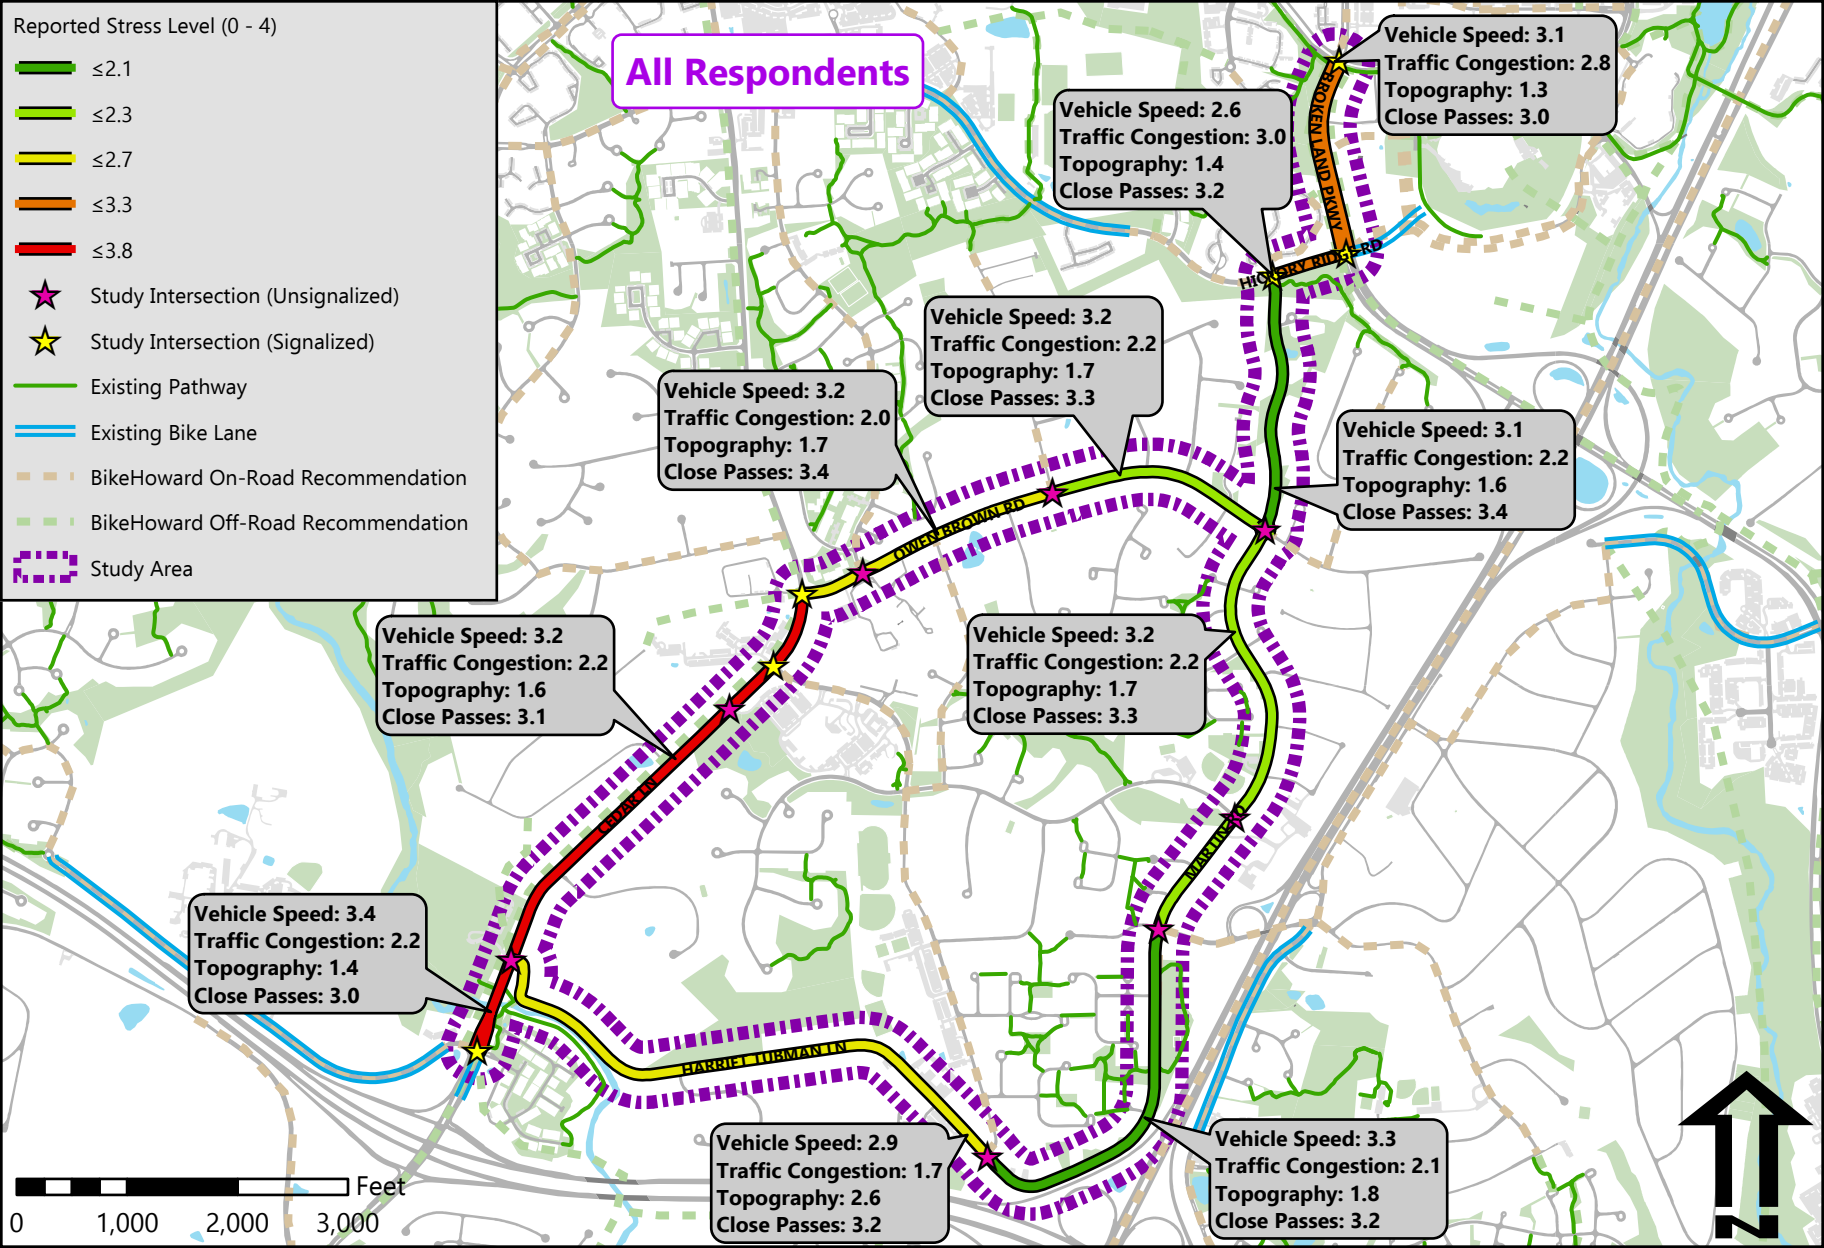 Reported Stress Level (0 - 4)
≤2.1
≤2.3
≤2.7
≤3.3
≤3.8
Study Intersection (Unsignalized)
Study Intersection (Signalized)
Existing Pathway
Existing Bike Lane
BikeHoward On-Road Recommendation
BikeHoward Off-Road Recommendation
Study Area
All Respondents
Vehicle Speed: 3.1
Traffic Congestion: 2.8
Topography: 1.3
Close Passes: 3.0
Vehicle Speed: 2.6
Traffic Congestion: 3.0
Topography: 1.4
Close Passes: 3.2
BROKEN LAND PKWY
HICKORY RIDGE RD
Vehicle Speed: 3.2
Traffic Congestion: 2.2
Topography: 1.7
Close Passes: 3.3
Vehicle Speed: 3.2
Traffic Congestion: 2.0
Topography: 1.7
Close Passes: 3.4
Vehicle Speed: 3.1
Traffic Congestion: 2.2
Topography: 1.6
Close Passes: 3.4
OWEN BROWN RD
Vehicle Speed: 3.2
Traffic Congestion: 2.2
Topography: 1.6
Close Passes: 3.1
Vehicle Speed: 3.2
Traffic Congestion: 2.2
Topography: 1.7
Close Passes: 3.3
CEDAR LN
MARTIN RD
Vehicle Speed: 3.4
Traffic Congestion: 2.2
Topography: 1.4
Close Passes: 3.0
HARRIET TUBMAN LN
Vehicle Speed: 2.9
Traffic Congestion: 1.7
Topography: 2.6
Close Passes: 3.2
Vehicle Speed: 3.3
Traffic Congestion: 2.1
Topography: 1.8
Close Passes: 3.2
Feet
0 1,000 2,000 3,000
N